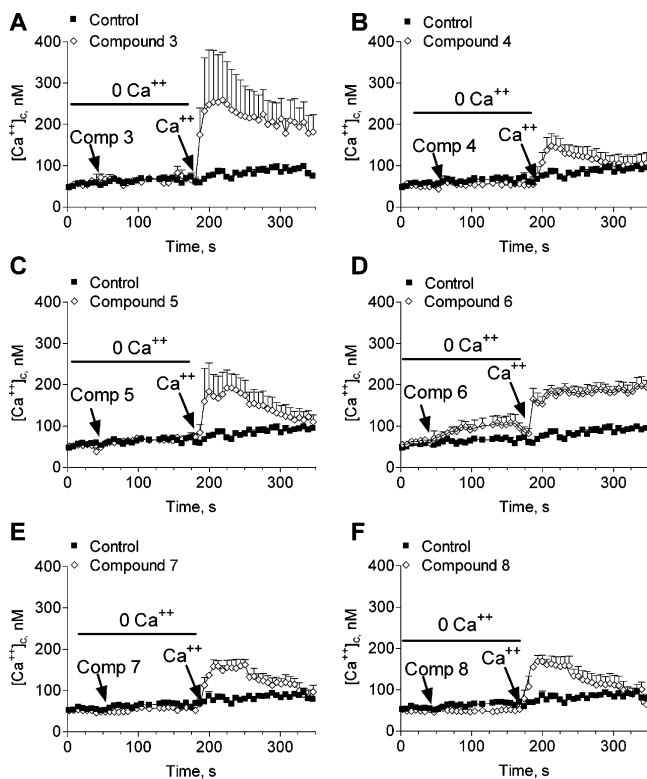 A
Control
Compound 3
[Ca++]c, nM
400
300
200
100
0
0 Ca++
Comp 3
Ca++
0
100
200
300
Time, s
B
Control
Compound 4
[Ca++]c, nM
400
300
200
100
0
0 Ca++
Comp 4
Ca++
0
100
200
300
Time, s
C
Control
Compound 5
[Ca++]c, nM
400
300
200
100
0
0 Ca++
Comp 5
Ca++
0
100
200
300
Time, s
D
Control
Compound 6
[Ca++]c, nM
400
300
200
100
0
0 Ca++
Comp 6
Ca++
0
100
200
300
Time, s
E
Control
Compound 7
[Ca++]c, nM
400
300
200
100
0
0 Ca++
Comp 7
Ca++
0
100
200
300
Time, s
F
Control
Compound 8
[Ca++]c, nM
400
300
200
100
0
0 Ca++
Comp 8
Ca++
0
100
200
300
Time, s